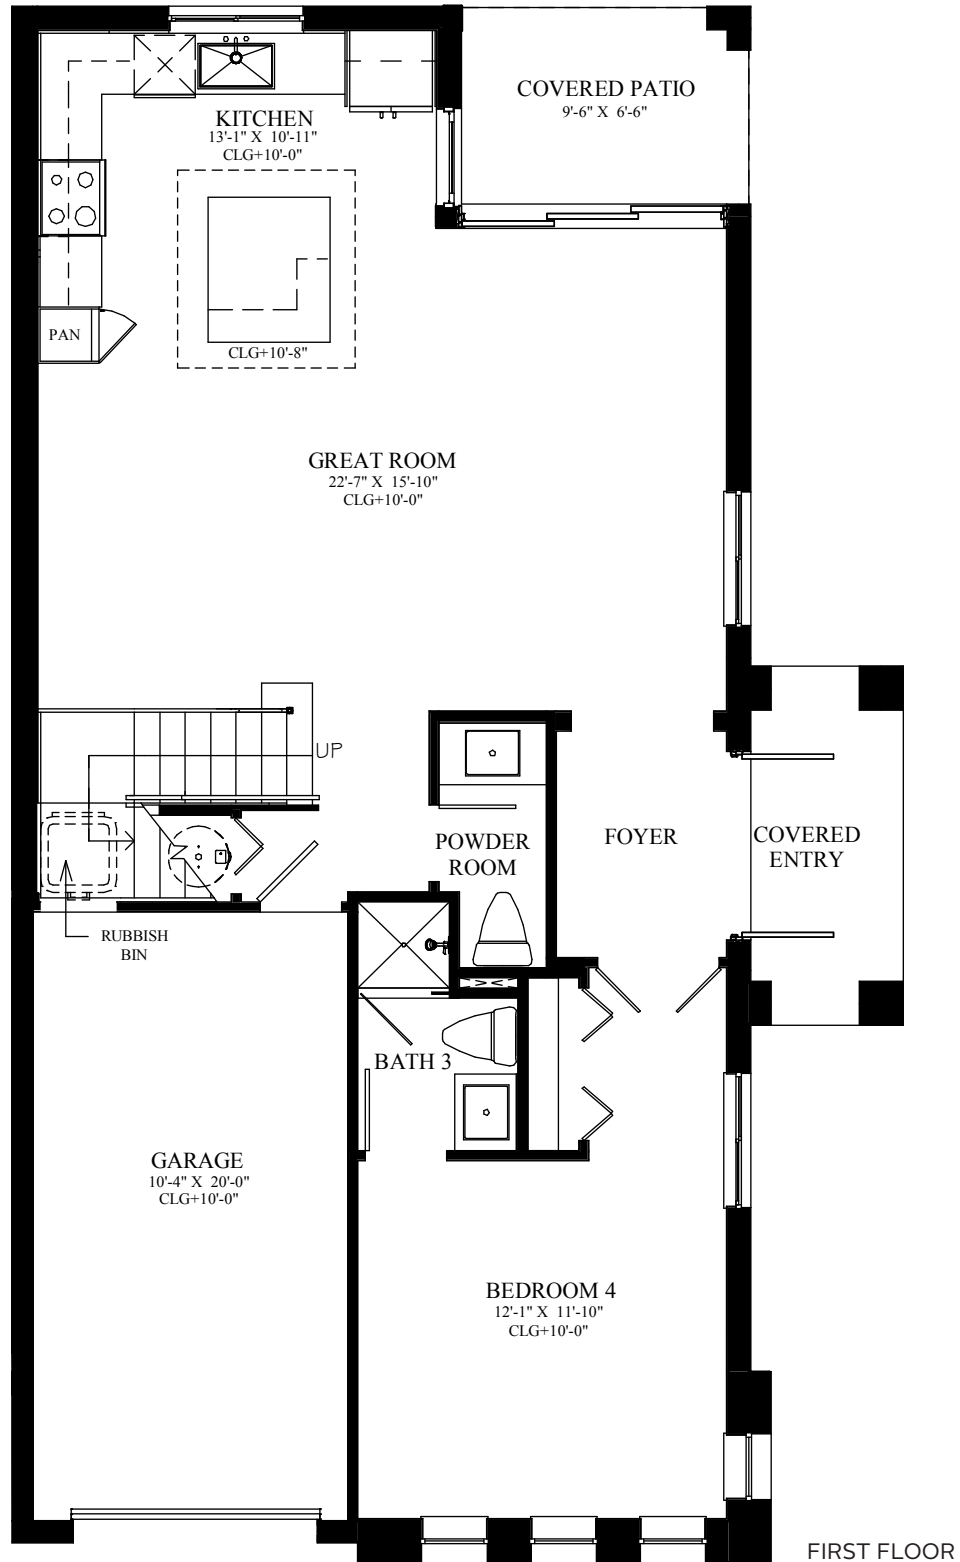 COVERED PATIO
9'-6" X 6'-6"
KITCHEN
13'-1" X 10'-11"
CLG+10'-0"
PAN
CLG+10'-8"
GREAT ROOM
22'-7" X 15'-10"
CLG+10'-0"
UP
POWDER
ROOM
FOYER
COVERED
ENTRY
RUBBISH
BIN
BATH 3
GARAGE
10'-4" X 20'-0"
CLG+10'-0"
BEDROOM 4
12'-1" X 11'-10"
CLG+10'-0"
FIRST FLOOR